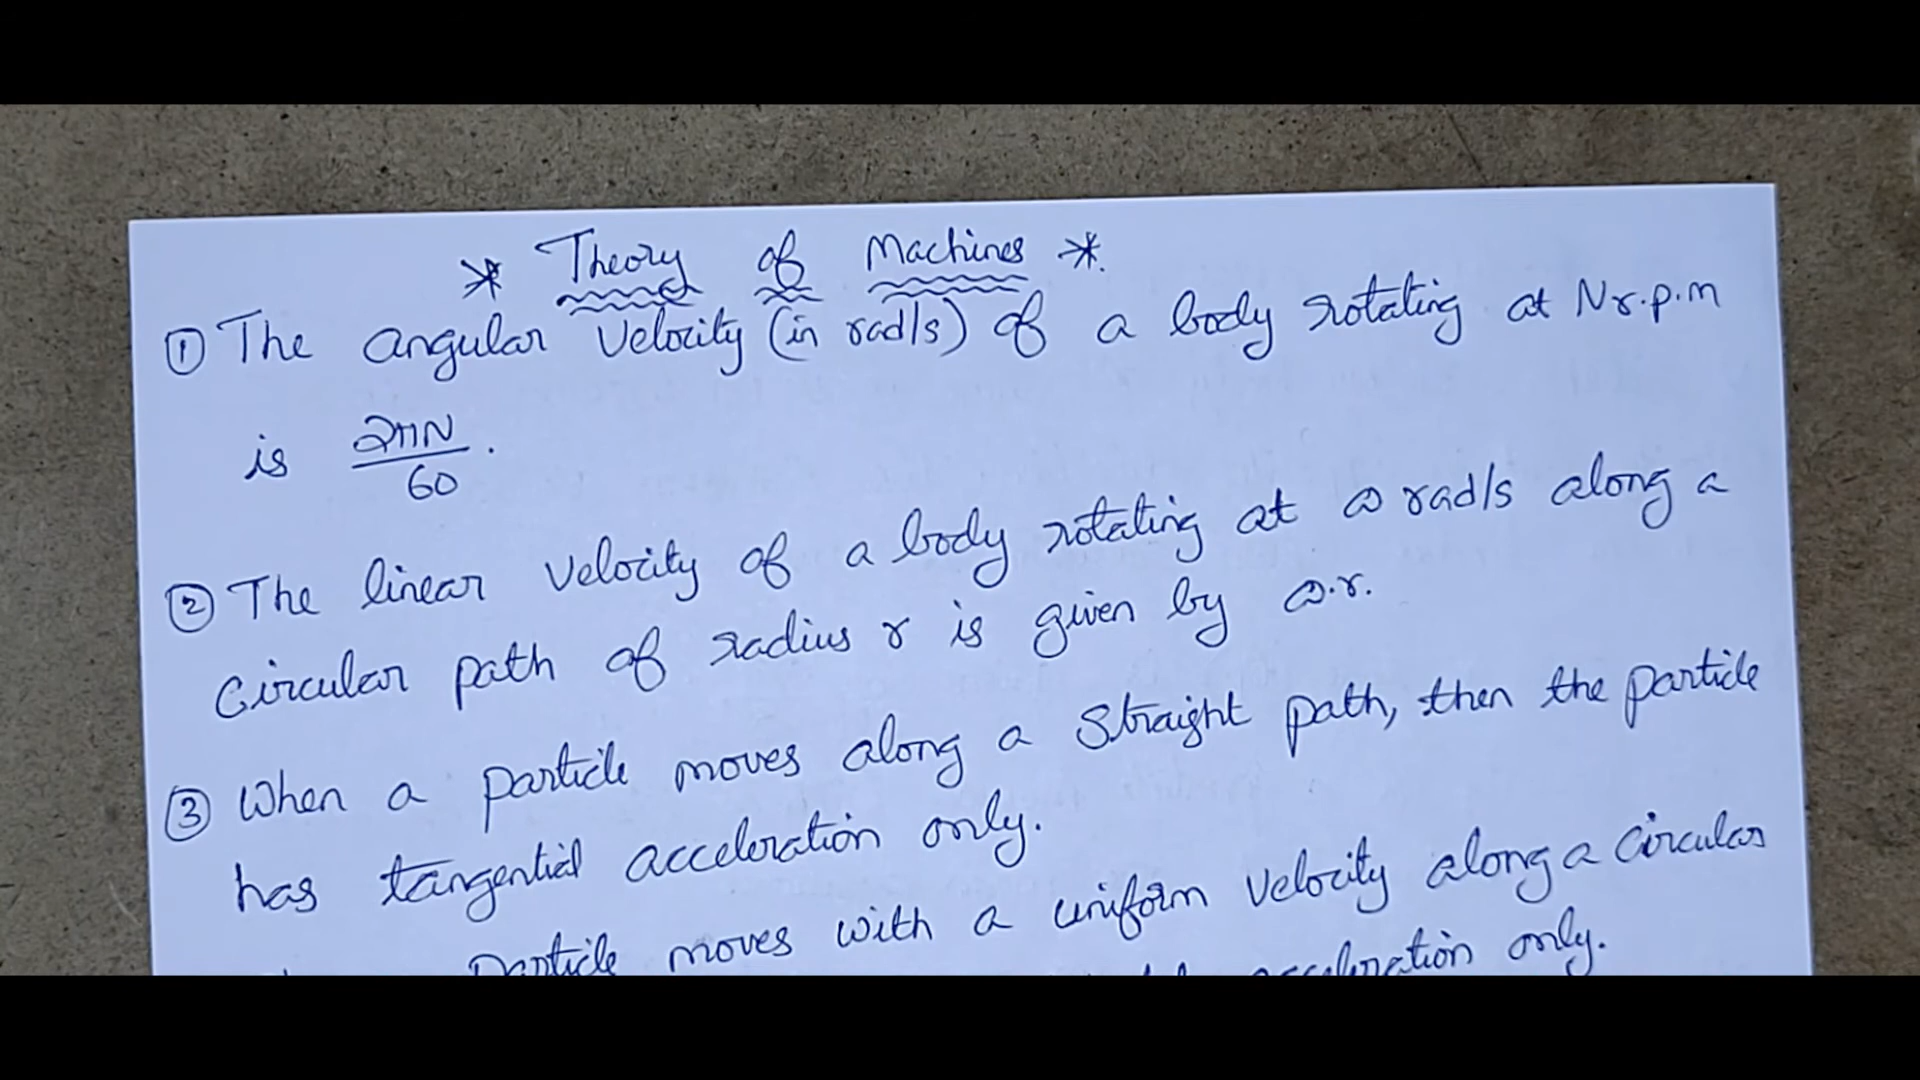 * Theory of Machines *.
① The angular velocity (in rad/s) of a body rotating at N r.p.m
is 2πN/60.
② The linear velocity of a body rotating at ω rad/s along a
circular path of radius r is given by ω.r.
③ When a particle moves along a straight path, then the particle
has tangential acceleration only.
particle moves with a uniform velocity along a circular
acceleration only.